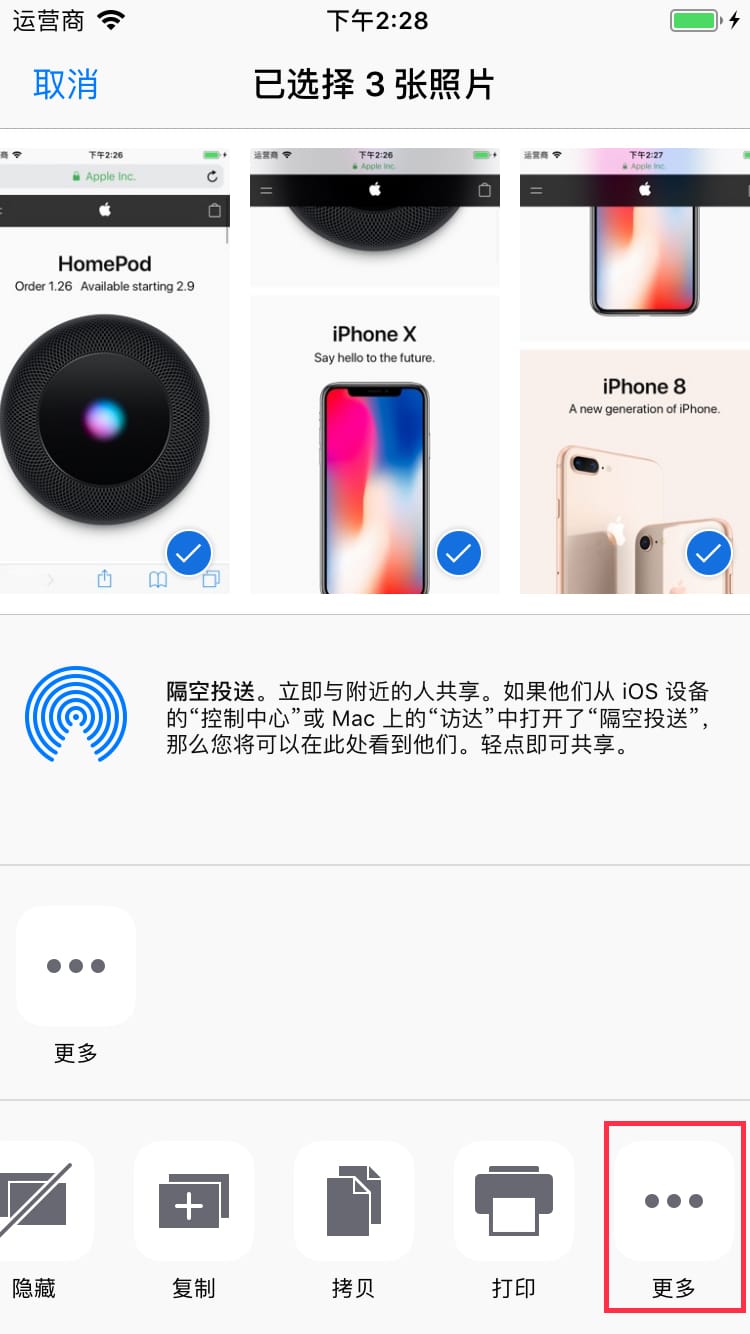 运营商 下午2:28
取消 已选择 3 张照片
商 下午2:26
Apple Inc.
HomePod
Order 1.26 Available starting 2.9
运营商 下午2:26
Apple Inc.
iPhone X
Say hello to the future.
运营商 下午2:27
Apple Inc.
iPhone 8
A new generation of iPhone.
隔空投送。立即与附近的人共享。如果他们从 iOS 设备
的“控制中心”或 Mac 上的“访达”中打开了“隔空投送”,
那么您将可以在此处看到他们。轻点即可共享。
更多
隐藏 复制 拷贝 打印 更多